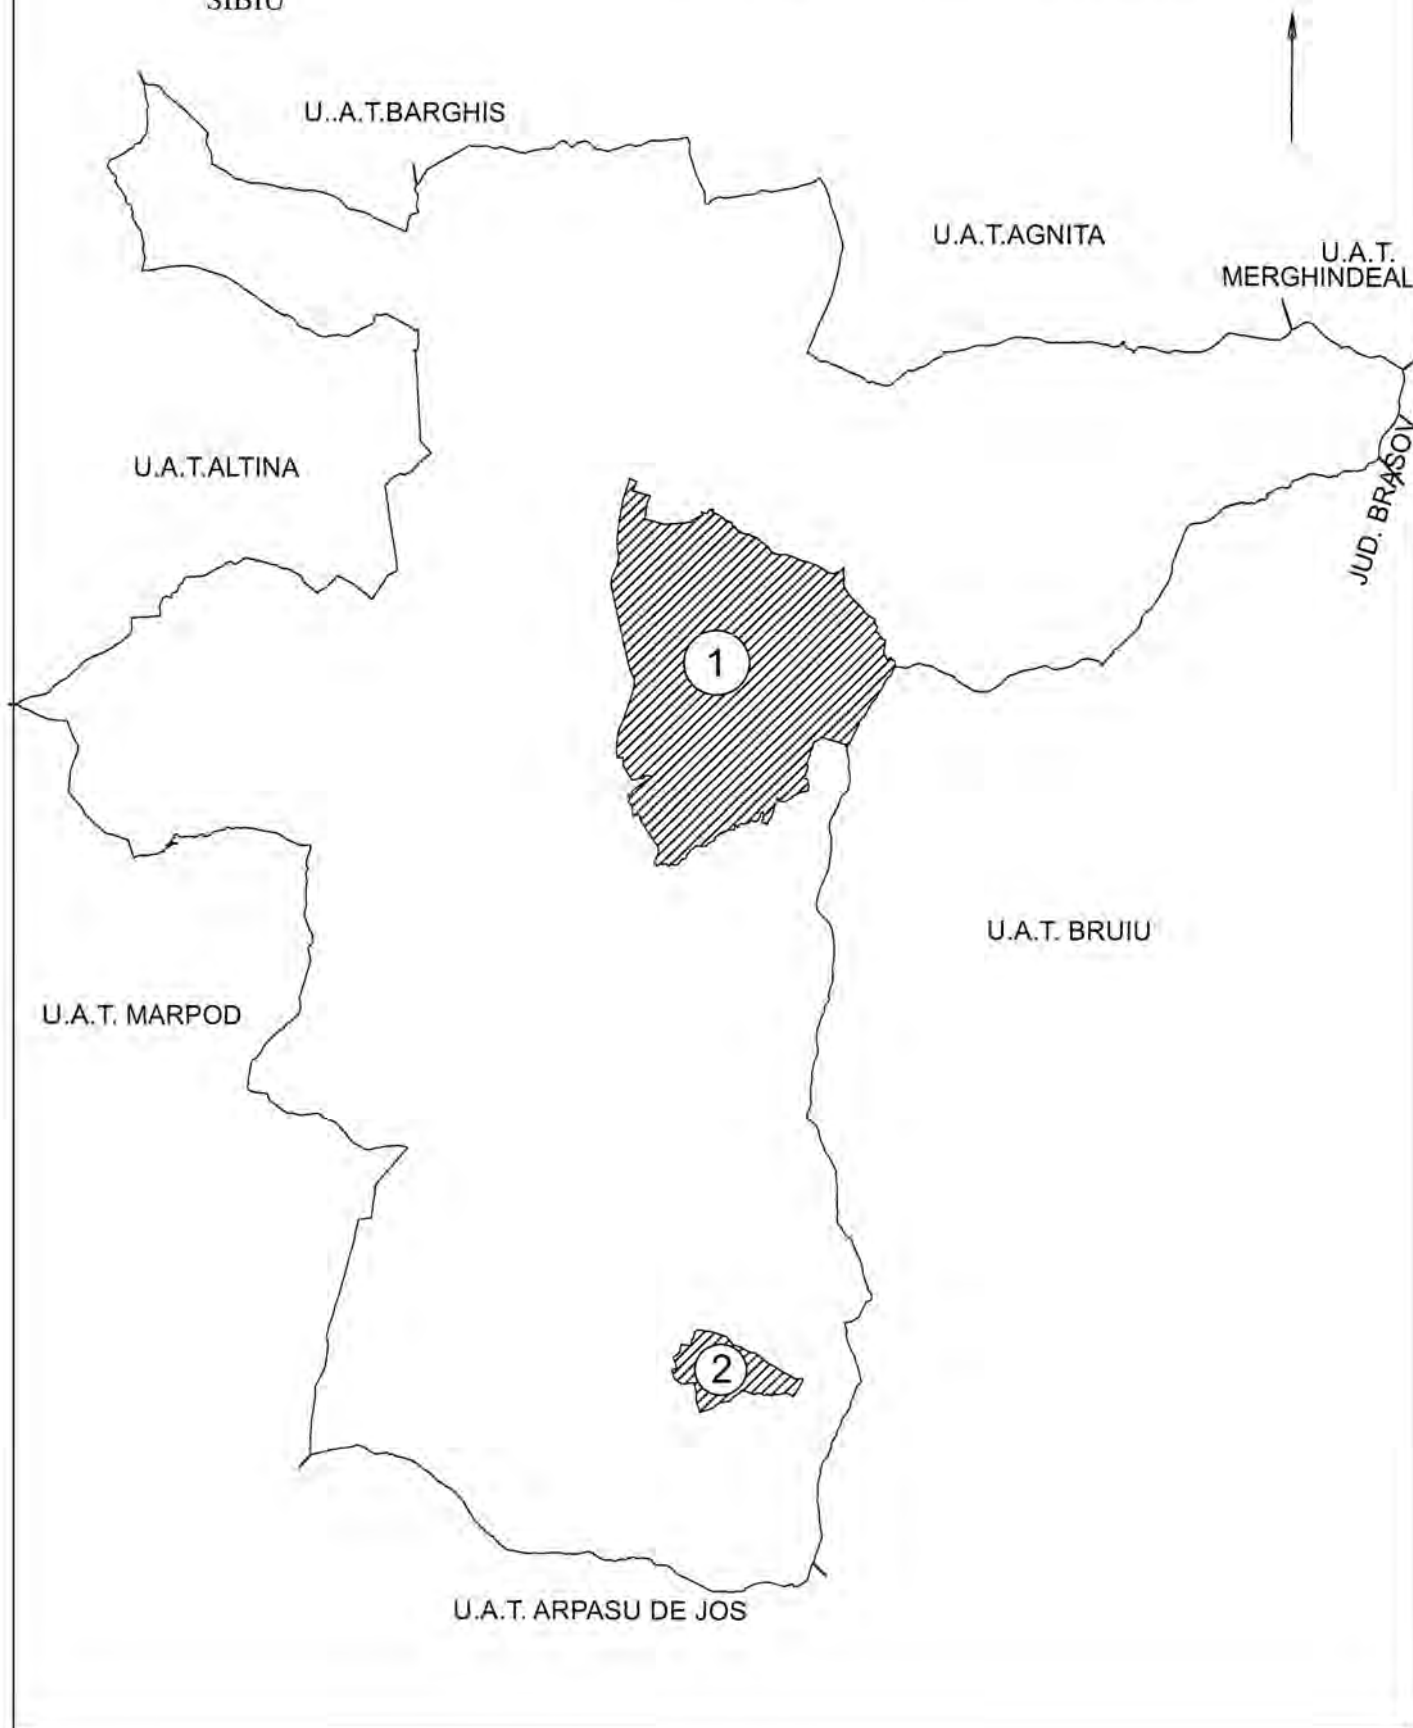 SIBIU
U..A.T.BARGHIS
U.A.T.AGNITA
U.A.T.
MERGHINDEAL
U.A.T.ALTINA
JUD. BRASOV
1
U.A.T. BRUIU
U.A.T. MARPOD
2
U.A.T. ARPASU DE JOS